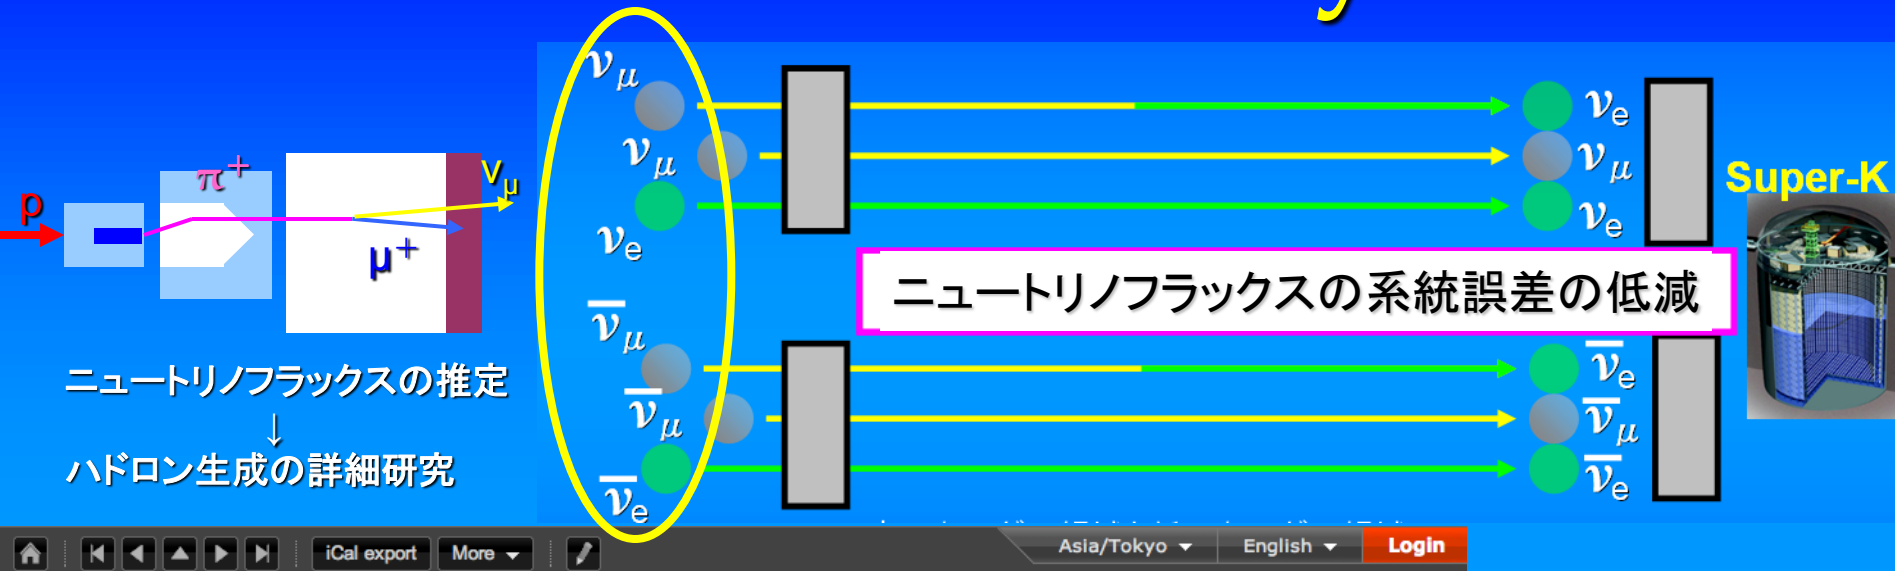 p
π⁺
μ⁺
νμ
ニュートリノフラックスの推定
↓
ハドロン生成の詳細研究
νμ
νμ
νe
ν̅μ
ν̅μ
ν̅e
νe
νμ
νe
Super-K
ニュートリノフラックスの系統誤差の低減
ν̅e
ν̅μ
ν̅e
iCal export
More
Asia/Tokyo
English
Login